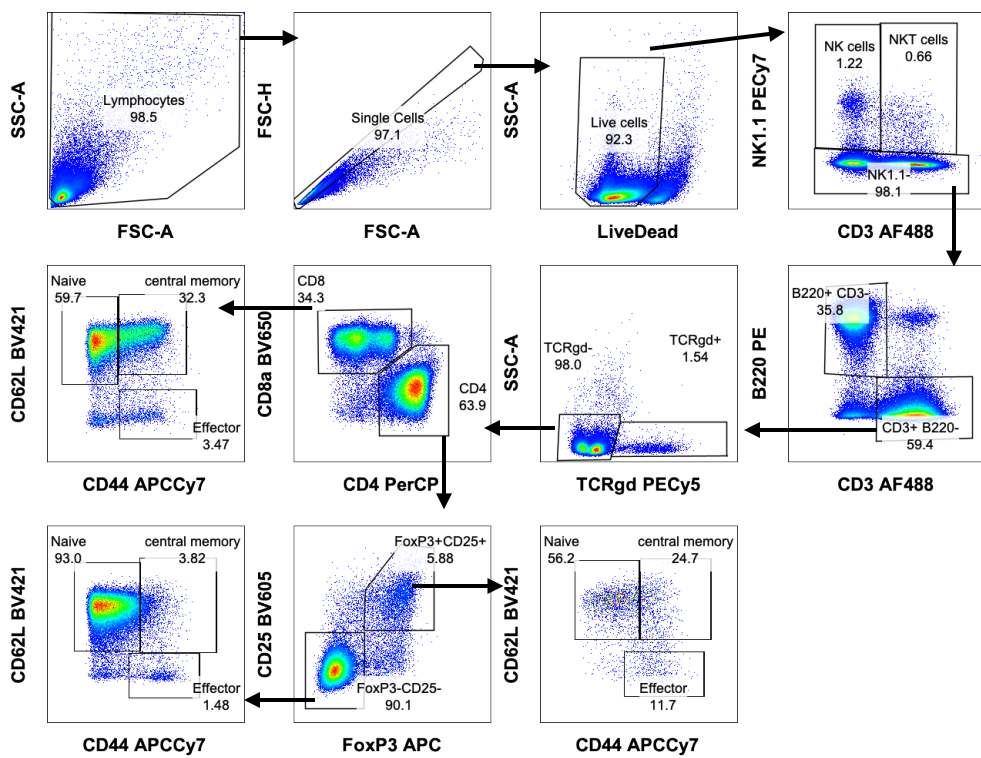 SSC-A
Lymphocytes
98.5
FSC-A
FSC-H
Single Cells
97.1
FSC-A
SSC-A
Live cells
92.3
LiveDead
NK1.1 PECy7
NK cells
1.22
NKT cells
0.66
NK1.1-
98.1
CD3 AF488
CD62L BV421
Naive
59.7
central memory
32.3
Effector
3.47
CD44 APCCy7
CD8a BV650
CD8
34.3
CD4
63.9
CD4 PerCP
SSC-A
TCRgd-
98.0
TCRgd+
1.54
TCRgd PECy5
B220 PE
B220+ CD3-
35.8
CD3+ B220-
59.4
CD3 AF488
CD62L BV421
Naive
93.0
central memory
3.82
Effector
1.48
CD44 APCCy7
CD25 BV605
FoxP3+CD25+
5.88
FoxP3-CD25-
90.1
FoxP3 APC
CD62L BV421
Naive
56.2
central memory
24.7
Effector
11.7
CD44 APCCy7